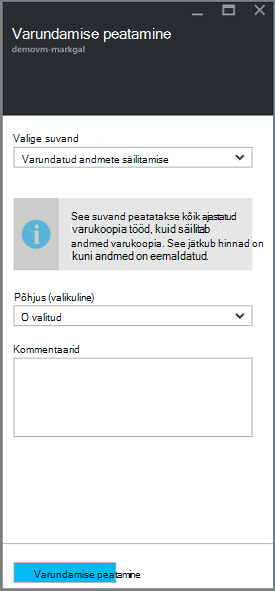 Varundamise peatamine
demovm-markgal
Valige suvand
Varundatud andmete säilitamise
See suvand peatatakse kõik ajastatud
varukoopia tööd, kuid säilitab
andmed varukoopia. See jätkub hinnad on
kuni andmed on eemaldatud.
Põhjus (valikuline)
O valitud
Kommentaarid
Varundamise peatamine